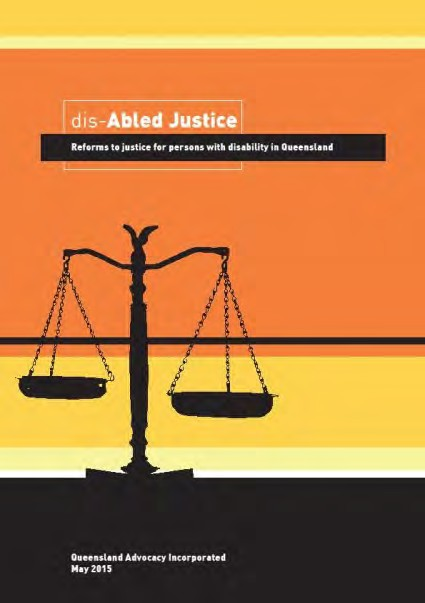 dis-Abled Justice
Reforms to justice for persons with disability in Queensland
Queensland Advocacy Incorporated
May 2015